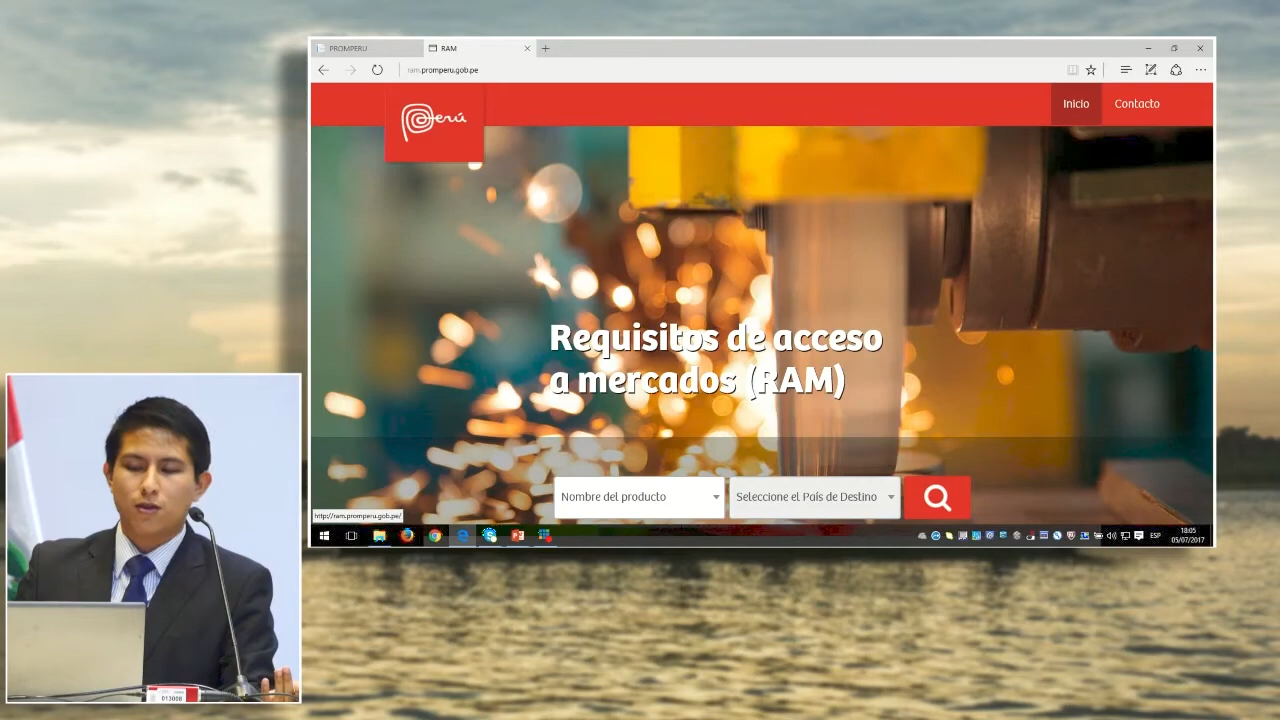 PROMPERU
RAM
ram.promperu.gob.pe
Perú
Inicio
Contacto
Requisitos de acceso
a mercados (RAM)
Nombre del producto
Seleccione el País de Destino
http://ram.promperu.gob.pe/
ESP
18:05
05/07/2017
013008